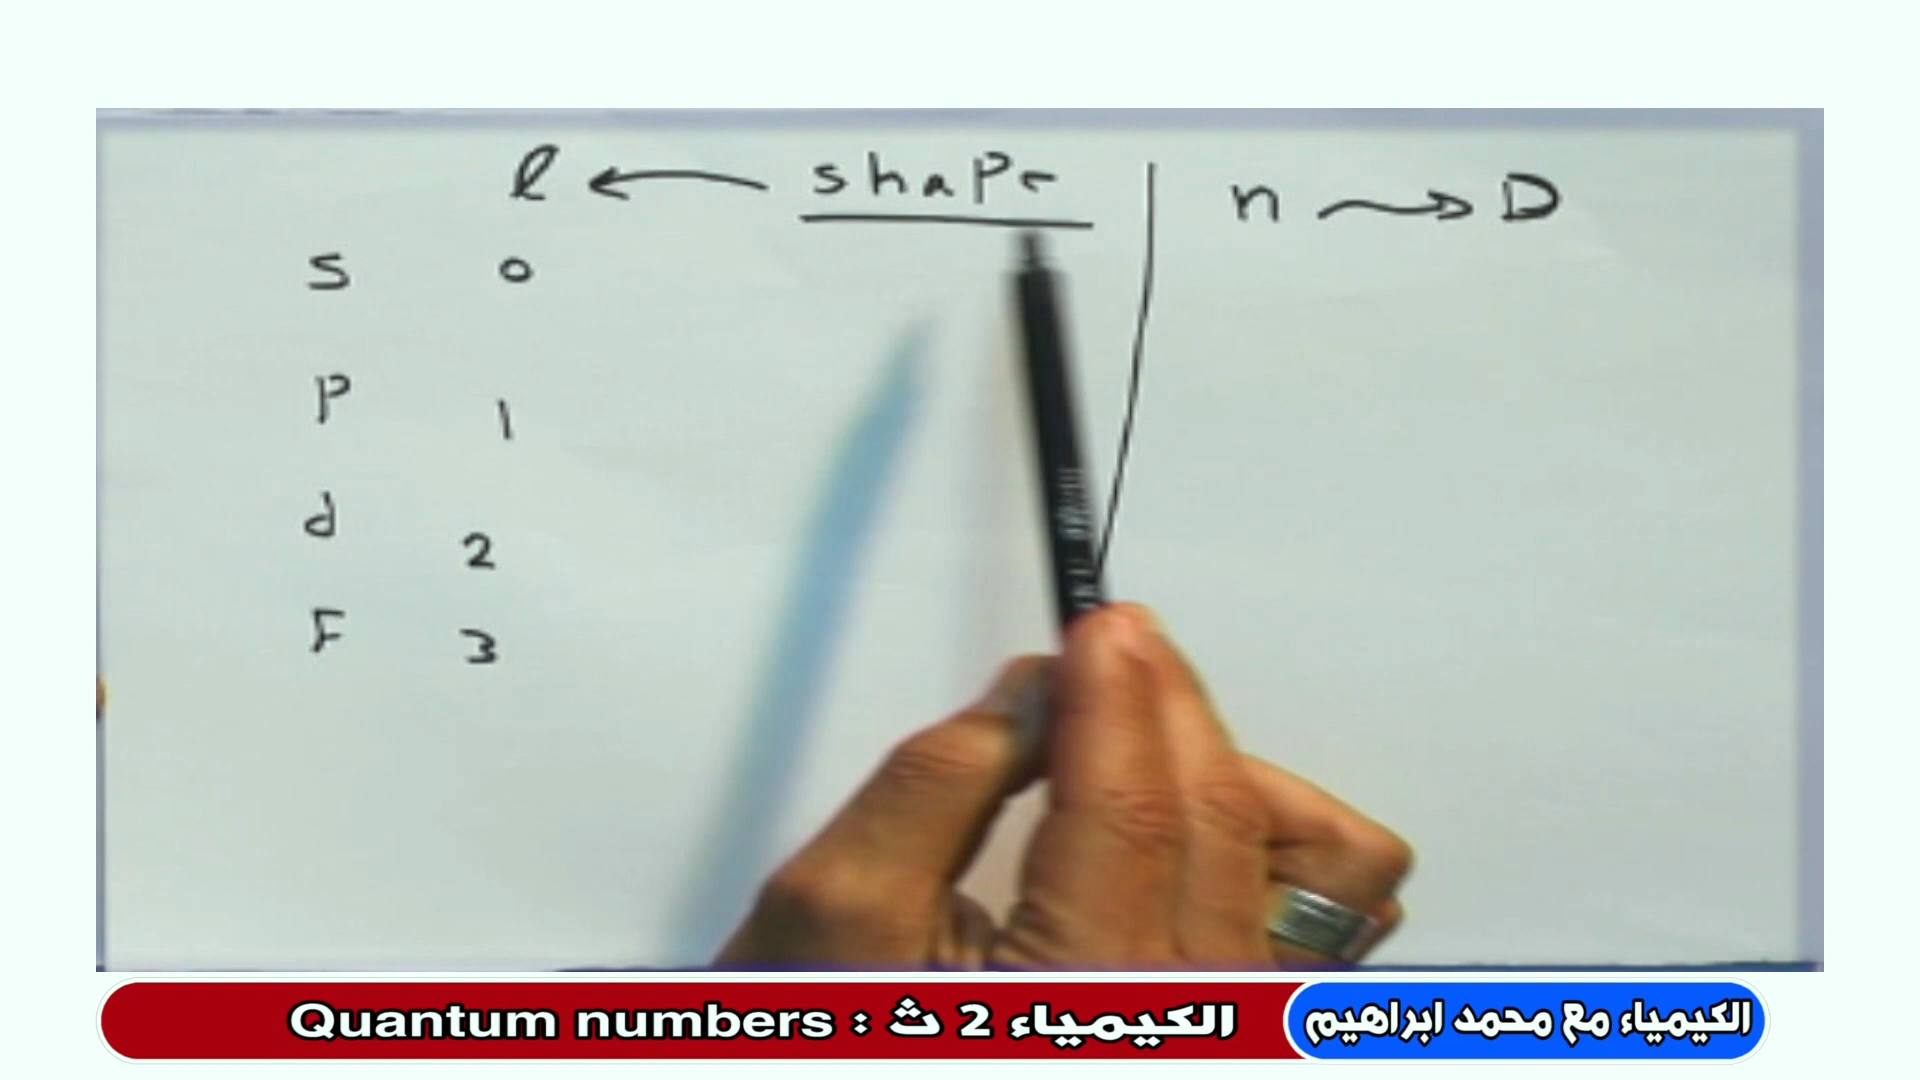 ℓ ← shape | n → D
S 0
P 1
d 2
F 3
الكيمياء 2 ث : Quantum numbers
الكيمياء مع محمد ابراهيم